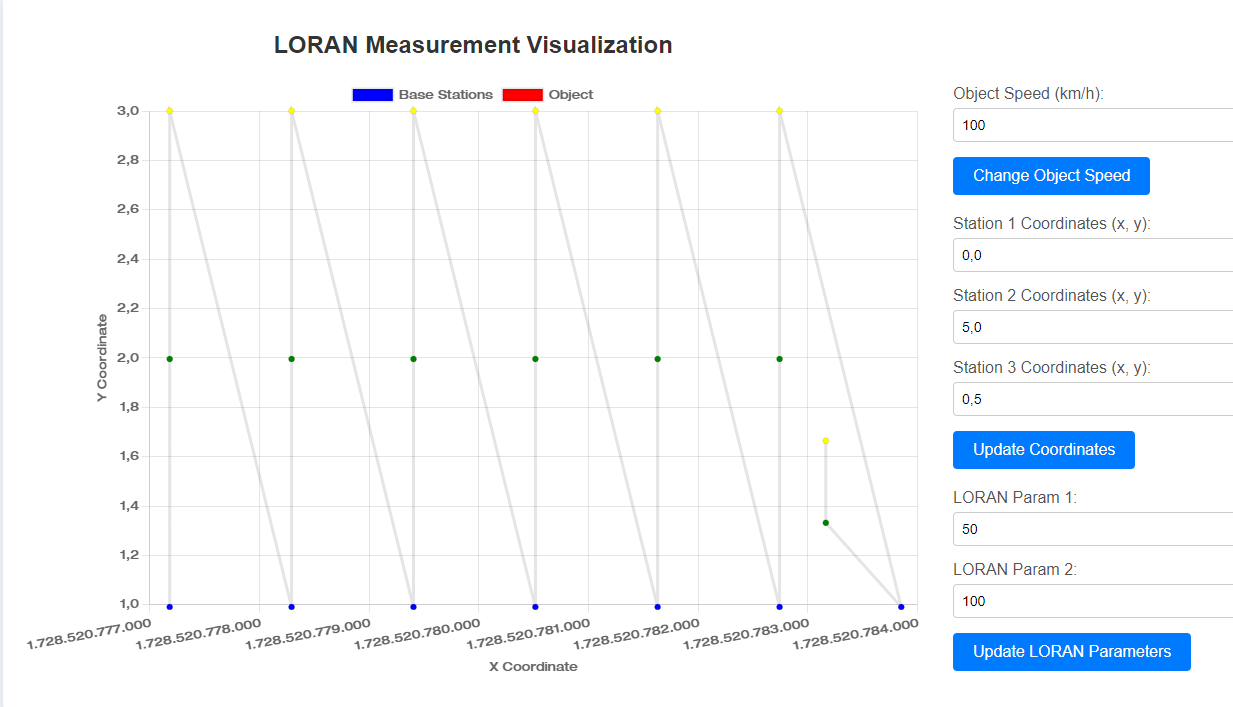 LORAN Measurement Visualization
Base Stations Object
3,0
2,8
2,6
2,4
2,2
2,0
1,8
1,6
1,4
1,2
1,0
Y Coordinate
1.728.520.777.000 1.728.520.778.000 1.728.520.779.000 1.728.520.780.000 1.728.520.781.000 1.728.520.782.000 1.728.520.783.000 1.728.520.784.000
X Coordinate
Object Speed (km/h):
100
Change Object Speed
Station 1 Coordinates (x, y):
0,0
Station 2 Coordinates (x, y):
5,0
Station 3 Coordinates (x, y):
0,5
Update Coordinates
LORAN Param 1:
50
LORAN Param 2:
100
Update LORAN Parameters